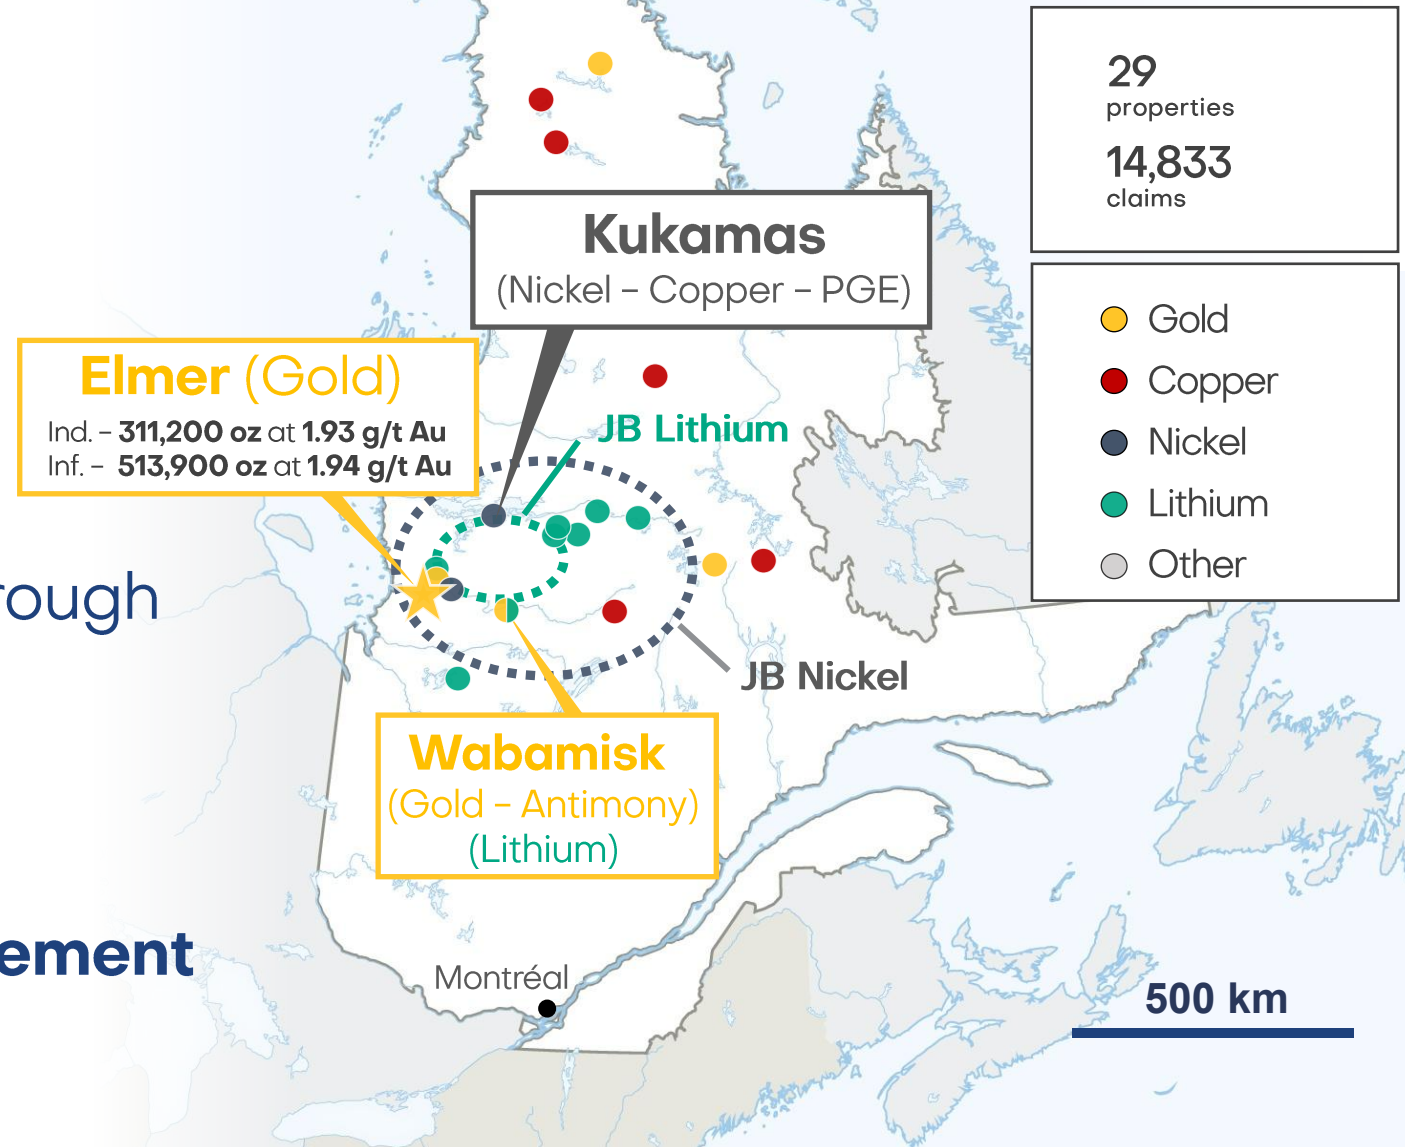 29
properties
14,833
claims
Kukamas
(Nickel – Copper – PGE)
Gold
Copper
Nickel
Lithium
Other
Elmer (Gold)
Ind. – 311,200 oz at 1.93 g/t Au
Inf. – 513,900 oz at 1.94 g/t Au
JB Lithium
rough
JB Nickel
Wabamisk
(Gold – Antimony)
(Lithium)
ement
Montréal
500 km